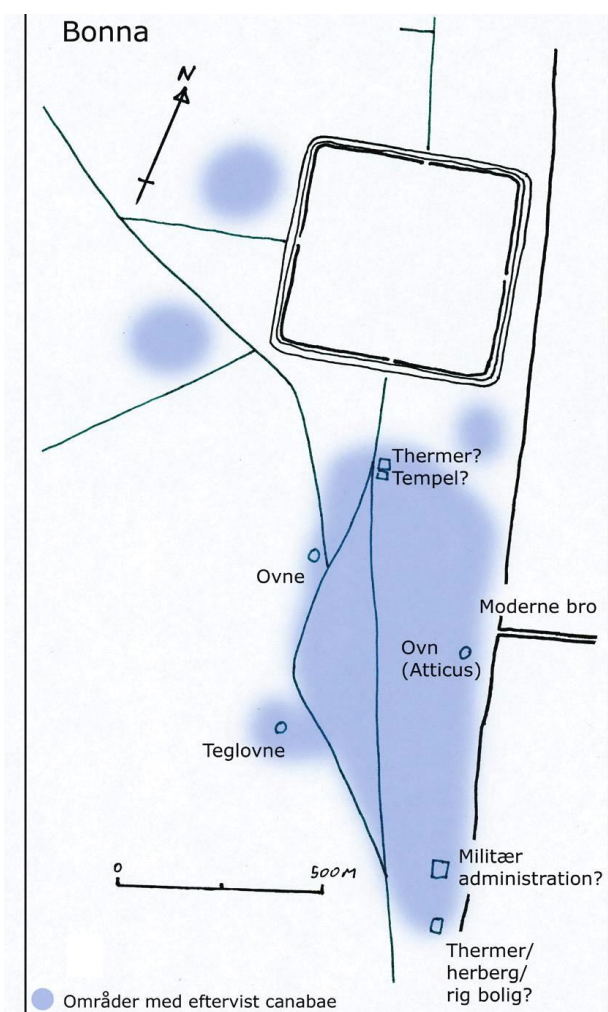 Bonna
N
Thermer?
Tempel?
Ovne
Moderne bro
Ovn
(Atticus)
Teglovne
0
500M
Militær
administration?
Thermer/
herberg/
rig bolig?
Områder med eftervist canabae